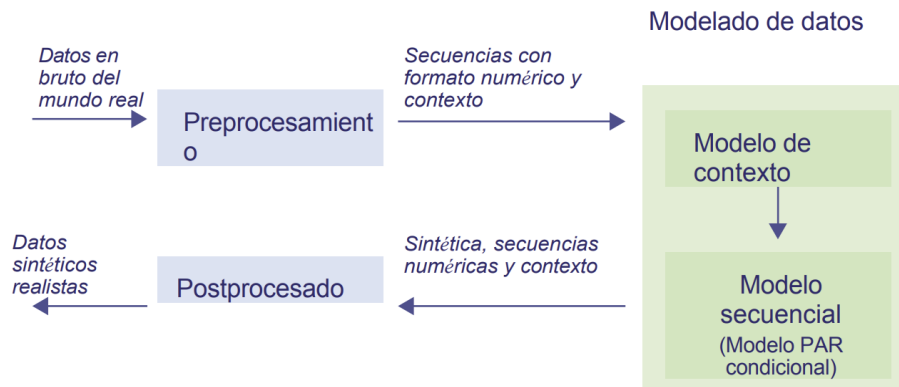 Modelado de datos
Datos en
bruto del
mundo real
Secuencias con
formato numérico y
contexto
Preprocesamient
o
Modelo de
contexto
Datos
sintéticos
realistas
Postprocesado
Sintética, secuencias
numéricas y contexto
Modelo
secuencial
(Modelo PAR
condicional)